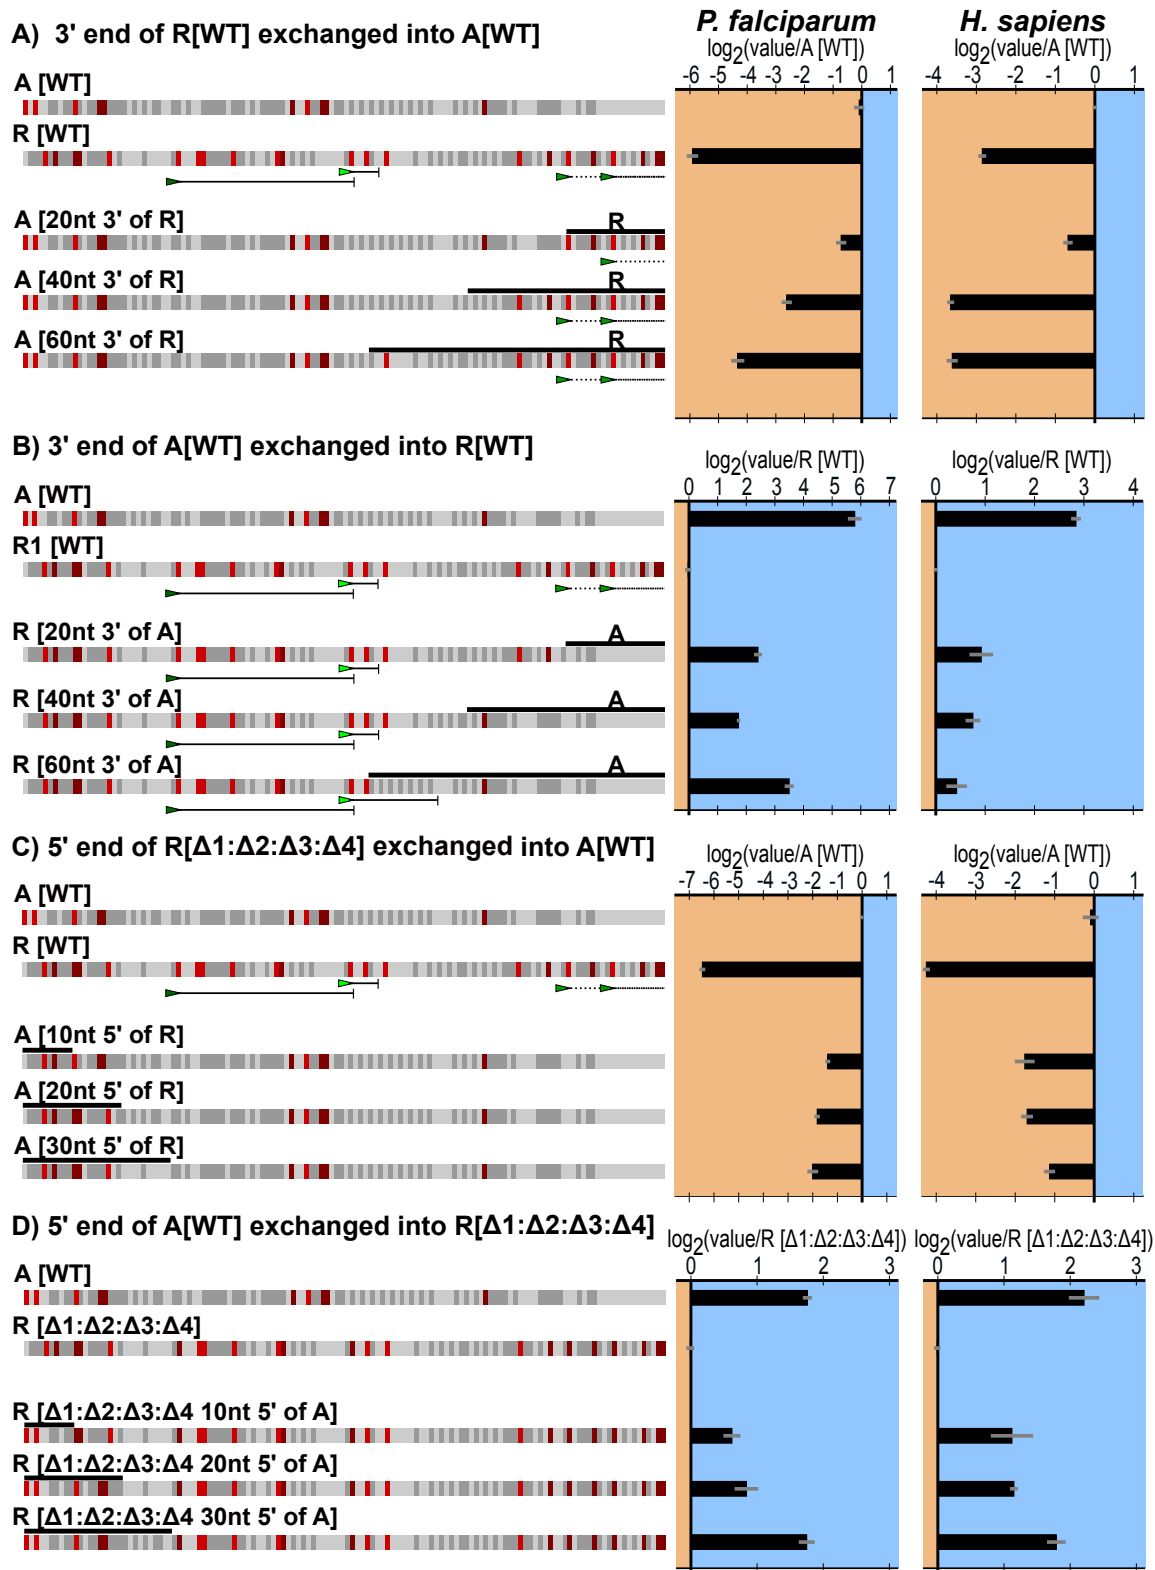 P. falciparum H. sapiens
A) 3' end of R[WT] exchanged into A[WT]
log2(value/A [WT]) log2(value/A [WT])
-6 -5 -4 -3 -2 -1 0 1 -4 -3 -2 -1 0 1
A [WT]
R [WT]
A [20nt 3' of R]
R
A [40nt 3' of R]
R
A [60nt 3' of R]
R
B) 3' end of A[WT] exchanged into R[WT]
log2(value/R [WT]) log2(value/R [WT])
0 1 2 3 4 5 6 7 0 1 2 3 4
A [WT]
R1 [WT]
R [20nt 3' of A]
A
R [40nt 3' of A]
A
R [60nt 3' of A]
A
C) 5' end of R[Δ1:Δ2:Δ3:Δ4] exchanged into A[WT]
log2(value/A [WT]) log2(value/A [WT])
-7 -6 -5 -4 -3 -2 -1 0 1 -4 -3 -2 -1 0 1
A [WT]
R [WT]
A [10nt 5' of R]
A [20nt 5' of R]
A [30nt 5' of R]
D) 5' end of A[WT] exchanged into R[Δ1:Δ2:Δ3:Δ4]
log2(value/R [Δ1:Δ2:Δ3:Δ4]) log2(value/R [Δ1:Δ2:Δ3:Δ4])
0 1 2 3 0 1 2 3
A [WT]
R [Δ1:Δ2:Δ3:Δ4]
R [Δ1:Δ2:Δ3:Δ4 10nt 5' of A]
R [Δ1:Δ2:Δ3:Δ4 20nt 5' of A]
R [Δ1:Δ2:Δ3:Δ4 30nt 5' of A]